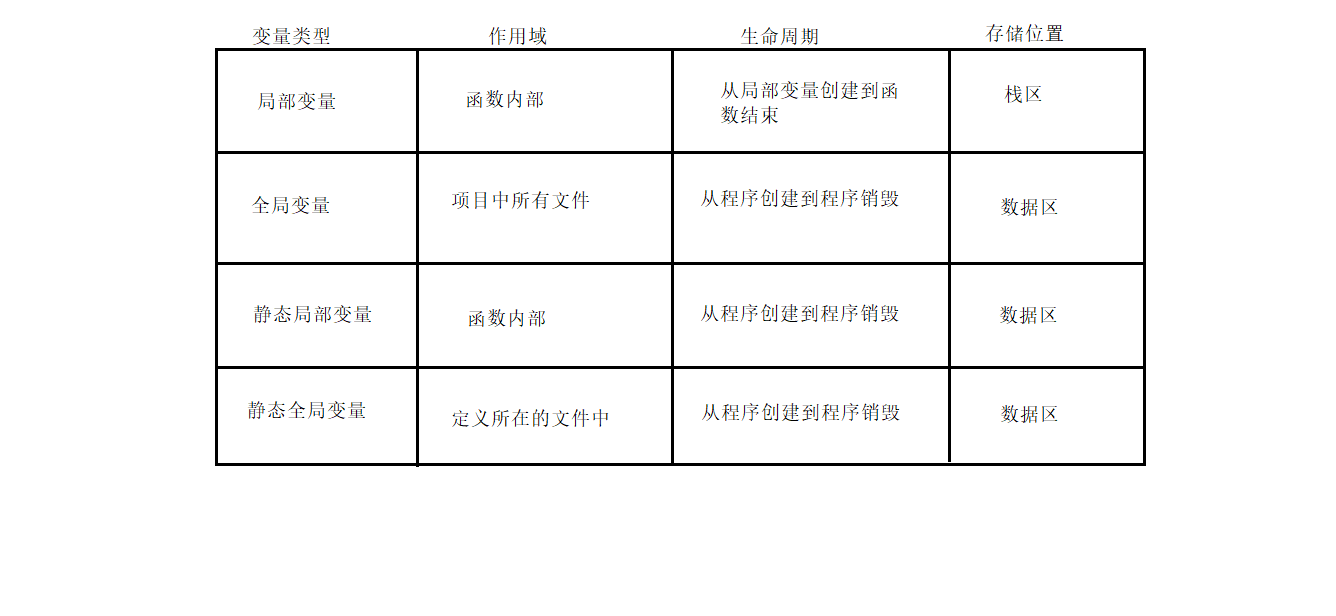 变量类型 作用域 生命周期 存储位置
局部变量 函数内部 从局部变量创建到函 栈区
数结束
全局变量 项目中所有文件 从程序创建到程序销毁 数据区
静态局部变量 函数内部 从程序创建到程序销毁 数据区
静态全局变量 定义所在的文件中 从程序创建到程序销毁 数据区